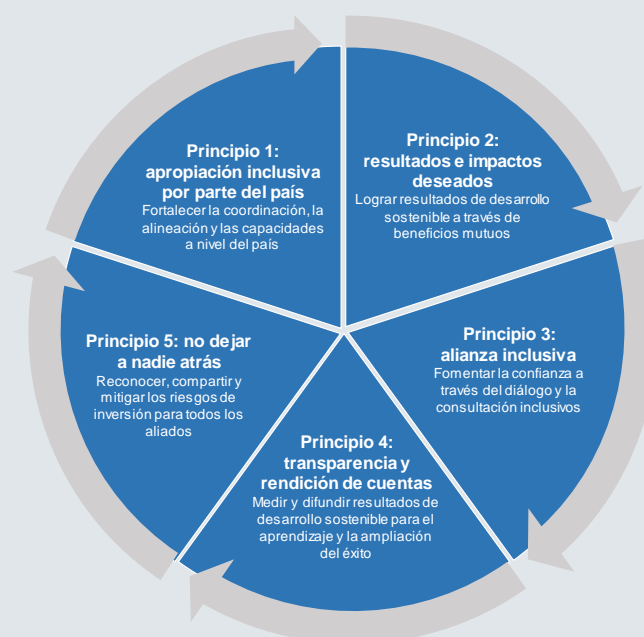 Principio 1:
apropiación inclusiva
por parte del país
Fortalecer la coordinación, la
alineación y las capacidades
a nivel del país
Principio 2:
resultados e impactos
deseados
Lograr resultados de desarrollo
sostenible a través de
beneficios mutuos
Principio 3:
alianza inclusiva
Fomentar la confianza a
través del diálogo y la
consultación inclusivos
Principio 4:
transparencia y
rendición de cuentas
Medir y difundir resultados de
desarrollo sostenible para el
aprendizaje y la ampliación
del éxito
Principio 5: no dejar
a nadie atrás
Reconocer, compartir y
mitigar los riesgos de
inversión para todos los
aliados